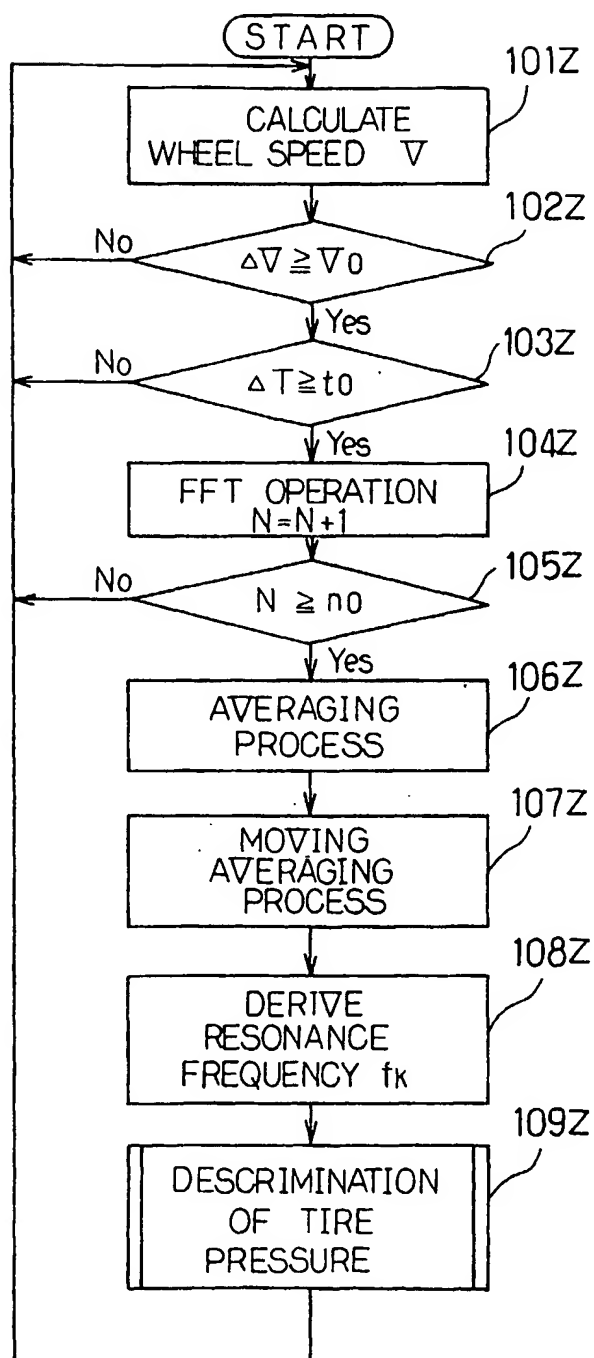 START
101Z
CALCULATE
WHEEL SPEED V
102Z
No
ΔV ≧ V0
Yes
103Z
No
ΔT ≧ t0
Yes
104Z
FFT OPERATION
N=N+1
105Z
No
N ≧ n0
Yes
106Z
AVERAGING
PROCESS
107Z
MOVING
AVERAGING
PROCESS
108Z
DERIVE
RESONANCE
FREQUENCY fK
109Z
DESCRIMINATION
OF TIRE
PRESSURE